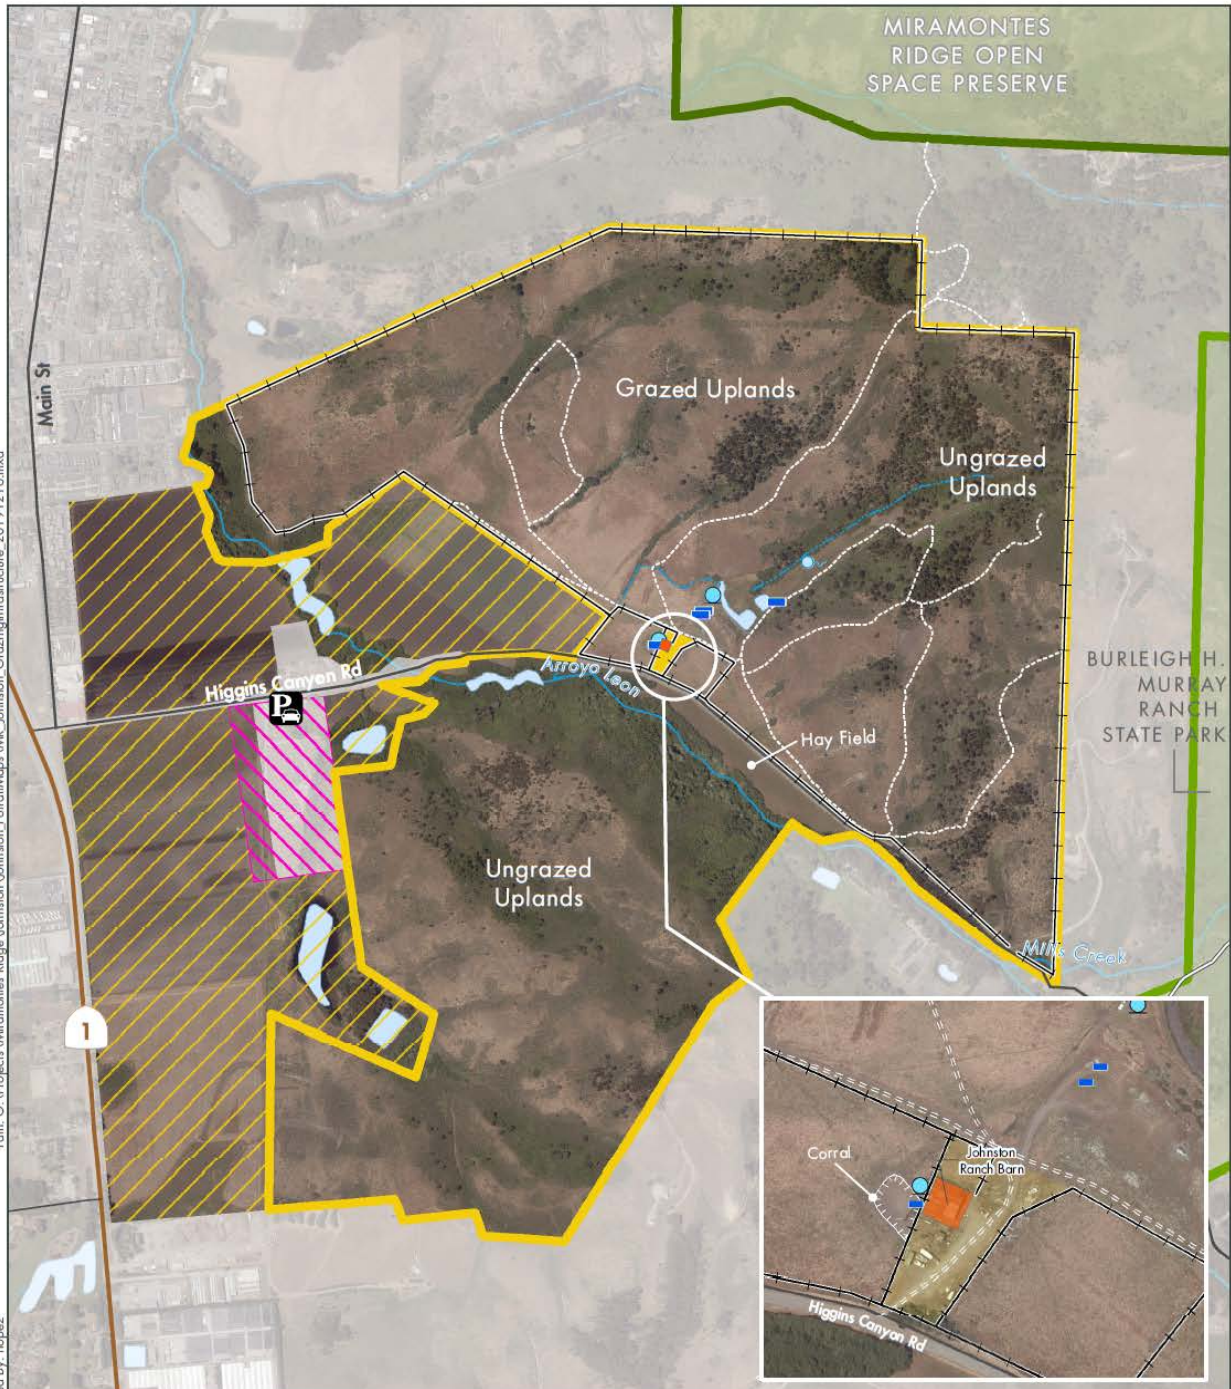 MIRAMONTES
RIDGE OPEN
SPACE PRESERVE
Main St
Grazed Uplands
Ungrazed
Uplands
Higgins Canyon Rd
P
Arroyo Leon
Hay Field
BURLEIGH H.
MURRAY
RANCH
STATE PARK
Ungrazed
Uplands
Mills Creek
1
Corral
Johnston
Ranch Barn
Higgins Canyon Rd